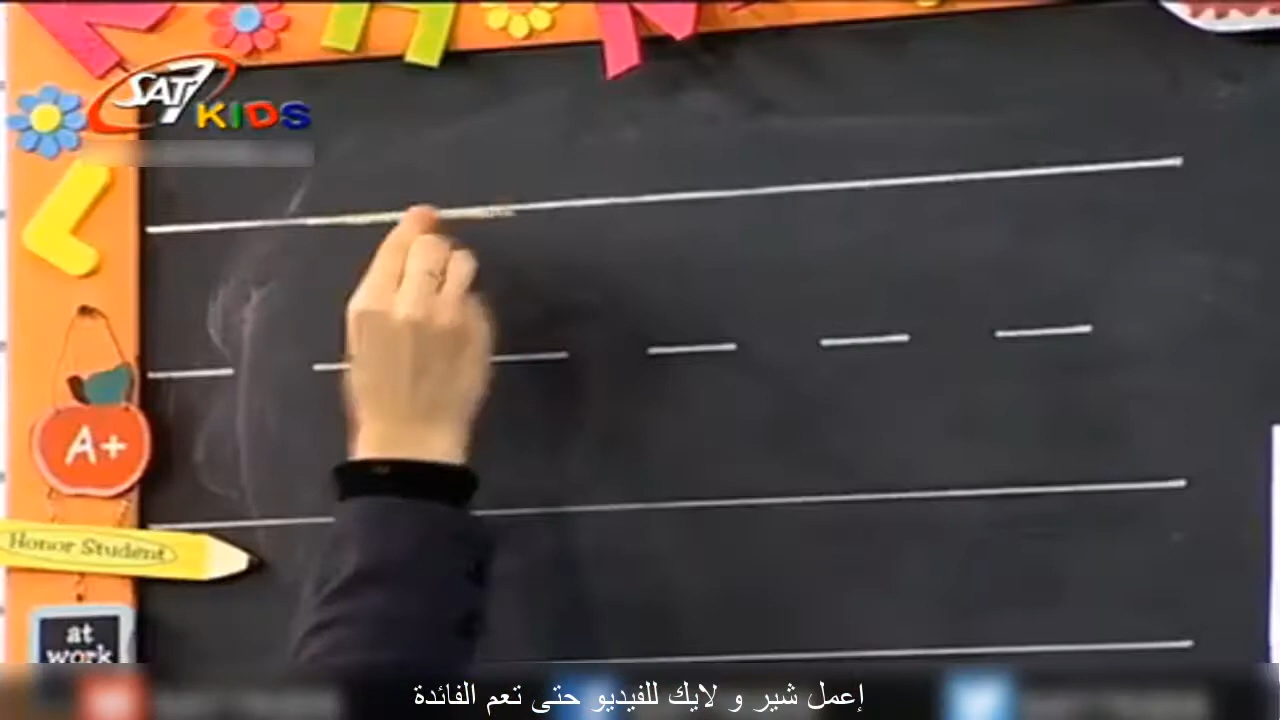 SAT7
KIDS
A+
Honor Student
at
work
إعمل شير و لايك للفيديو حتى تعم الفائدة